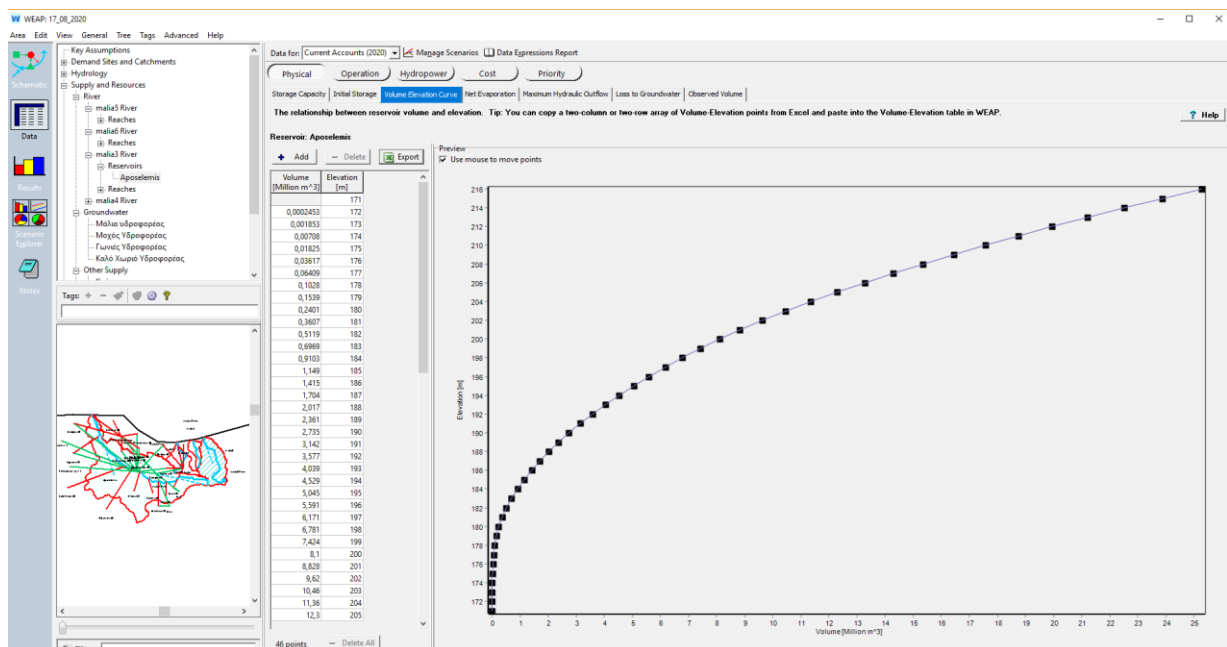 WEAP: 17_08_2020
Area Edit View General Tree Tags Advanced Help
Schematic
Data
Results
Scenario Explorer
Notes
Key Assumptions
Demand Sites and Catchments
Hydrology
Supply and Resources
River
malia5 River
Reaches
malia6 River
Reaches
malia3 River
Reservoirs
Aposelemis
Reaches
malia4 River
Groundwater
Μάλια υδροφορέας
Μοχός Υδροφορέας
Γωνιές Υδροφορέας
Καλό Χωριό Υδροφορέας
Other Supply
Tags:
Data for: Current Accounts (2020) Manage Scenarios Data Expressions Report
Physical Operation Hydropower Cost Priority
Storage Capacity Initial Storage Volume Elevation Curve Net Evaporation Maximum Hydraulic Outflow Loss to Groundwater Observed Volume
The relationship between reservoir volume and elevation. Tip: You can copy a two-column or two-row array of Volume-Elevation points from Excel and paste into the Volume-Elevation table in WEAP.
? Help
Reservoir: Aposelemis
+ Add − Delete Export
Volume [Million m^3] Elevation [m]
171
0,0002453 172
0,001853 173
0,00708 174
0,01825 175
0,03617 176
0,06409 177
0,1028 178
0,1539 179
0,2401 180
0,3607 181
0,5119 182
0,6969 183
0,9103 184
1,149 185
1,415 186
1,704 187
2,017 188
2,361 189
2,735 190
3,142 191
3,577 192
4,039 193
4,529 194
5,045 195
5,591 196
6,171 197
6,781 198
7,424 199
8,1 200
8,828 201
9,62 202
10,46 203
11,36 204
12,3 205
46 points − Delete All
Preview
Use mouse to move points
216
214
212
210
208
206
204
202
200
198
196
194
192
190
188
186
184
182
180
178
176
174
172
Elevation [m]
0 1 2 3 4 5 6 7 8 9 10 11 12 13 14 15 16 17 18 19 20 21 22 23 24 25
Volume [Million m^3]